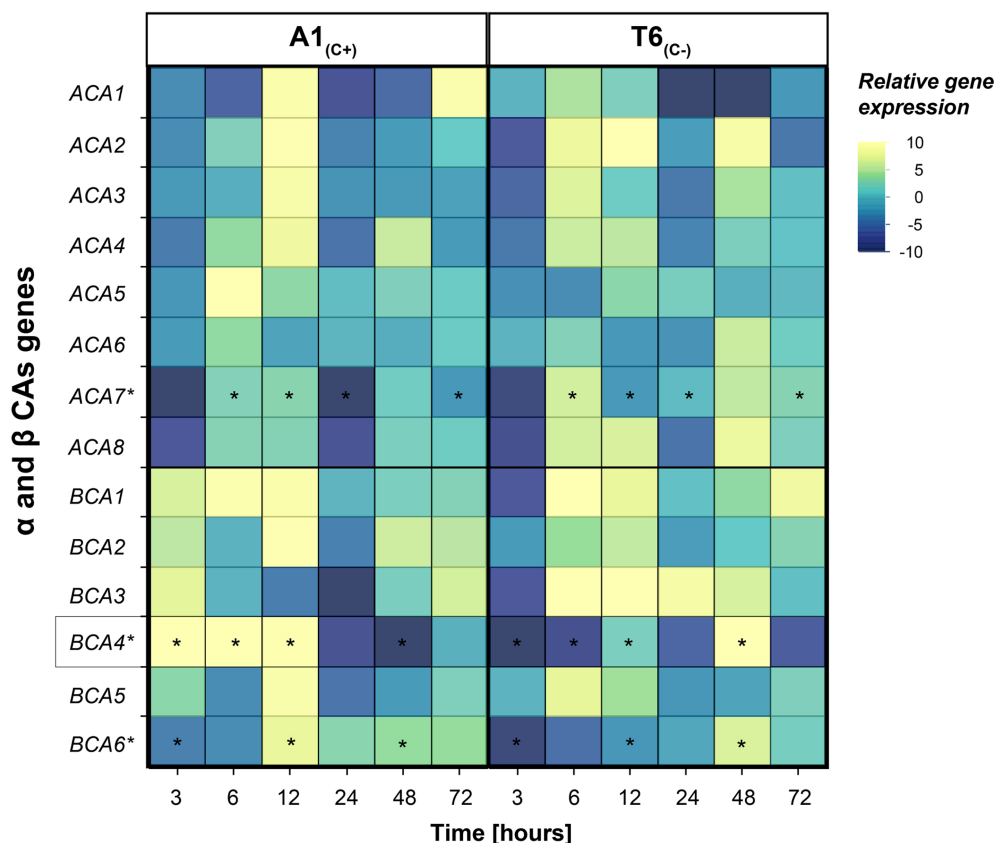 A1(C+) T6(C-)
Relative gene
expression
10
5
0
-5
-10
α and β CAs genes
ACA1
ACA2
ACA3
ACA4
ACA5
ACA6
ACA7*
* * * * * * * *
ACA8
BCA1
BCA2
BCA3
BCA4*
* * * * * * * *
BCA5
BCA6*
* * * * * *
3 6 12 24 48 72 3 6 12 24 48 72
Time [hours]